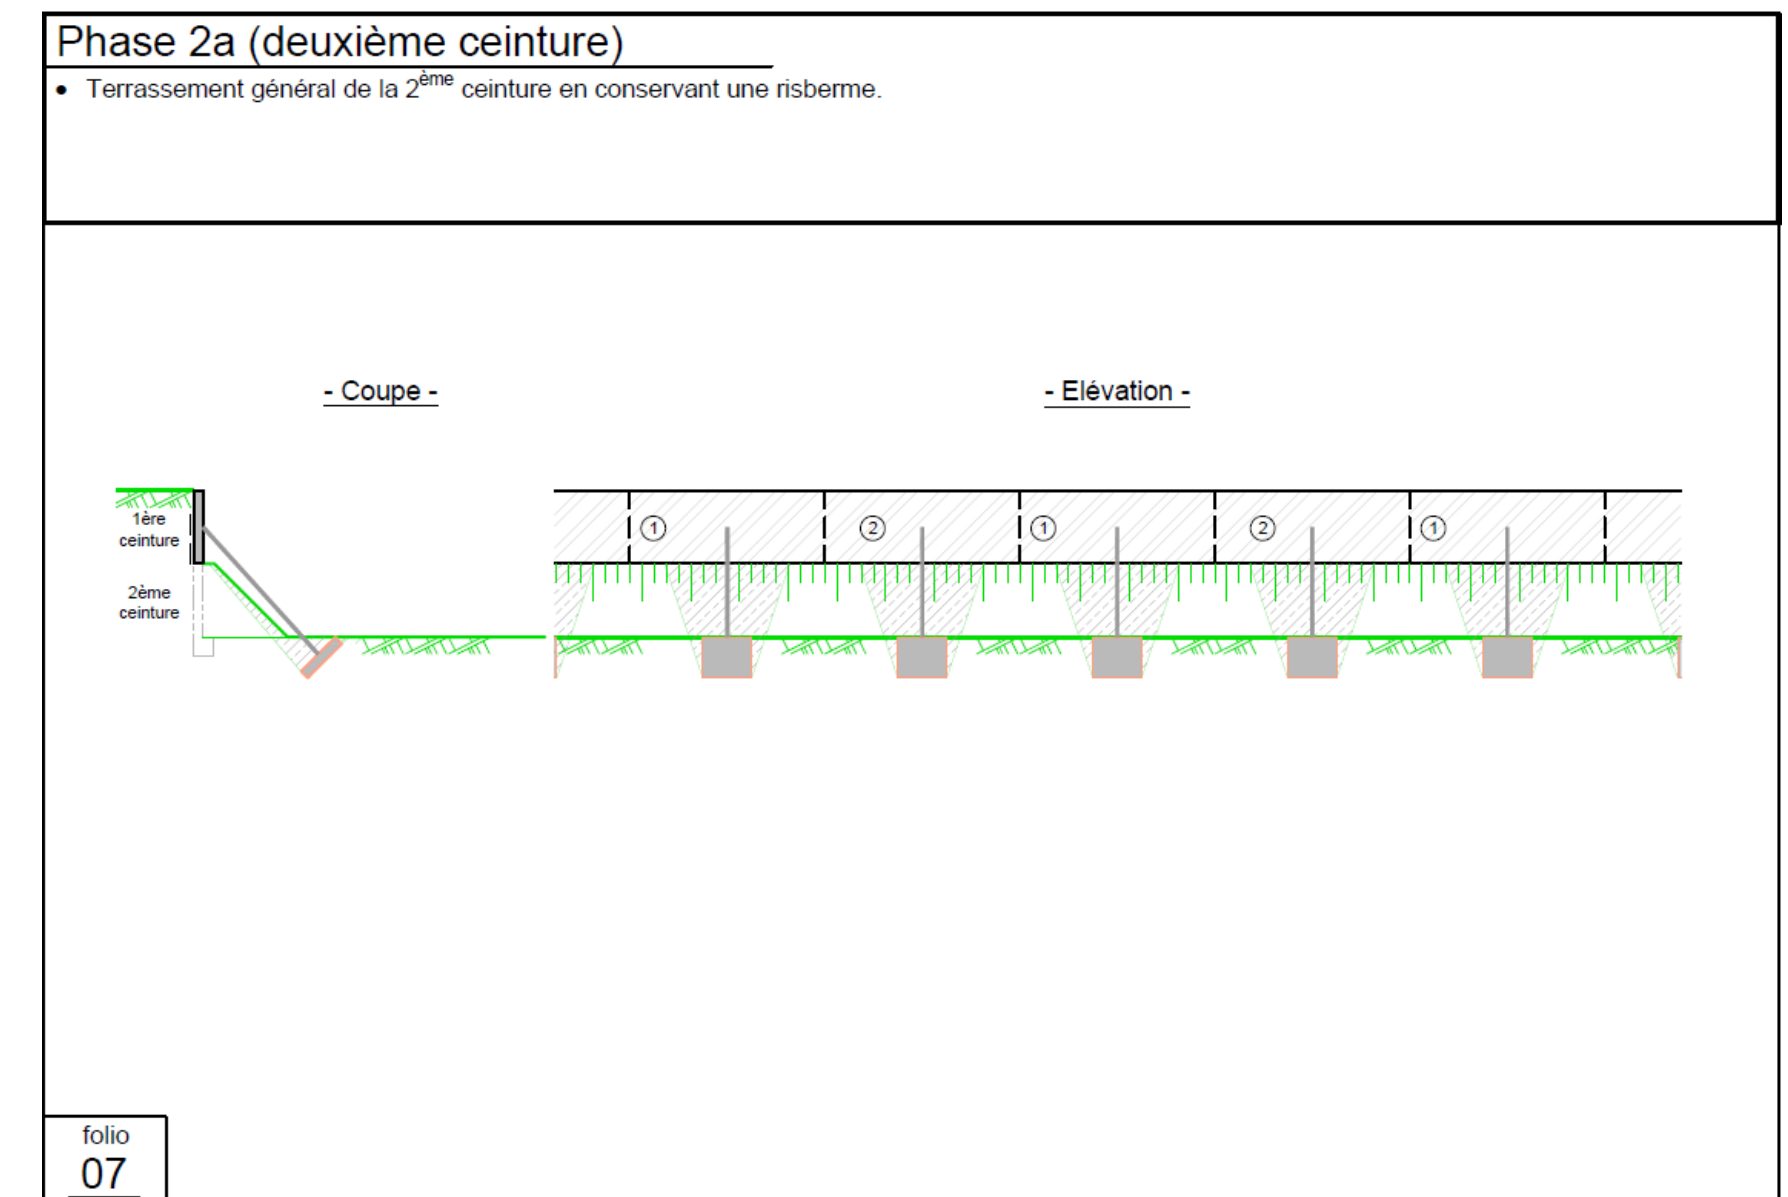 Phase 2a (deuxième ceinture)
• Terrassement général de la 2ème ceinture en conservant une risberme.
- Coupe -
- Elévation -
1ère
ceinture
2ème
ceinture
1 2 1 2 1
folio
07